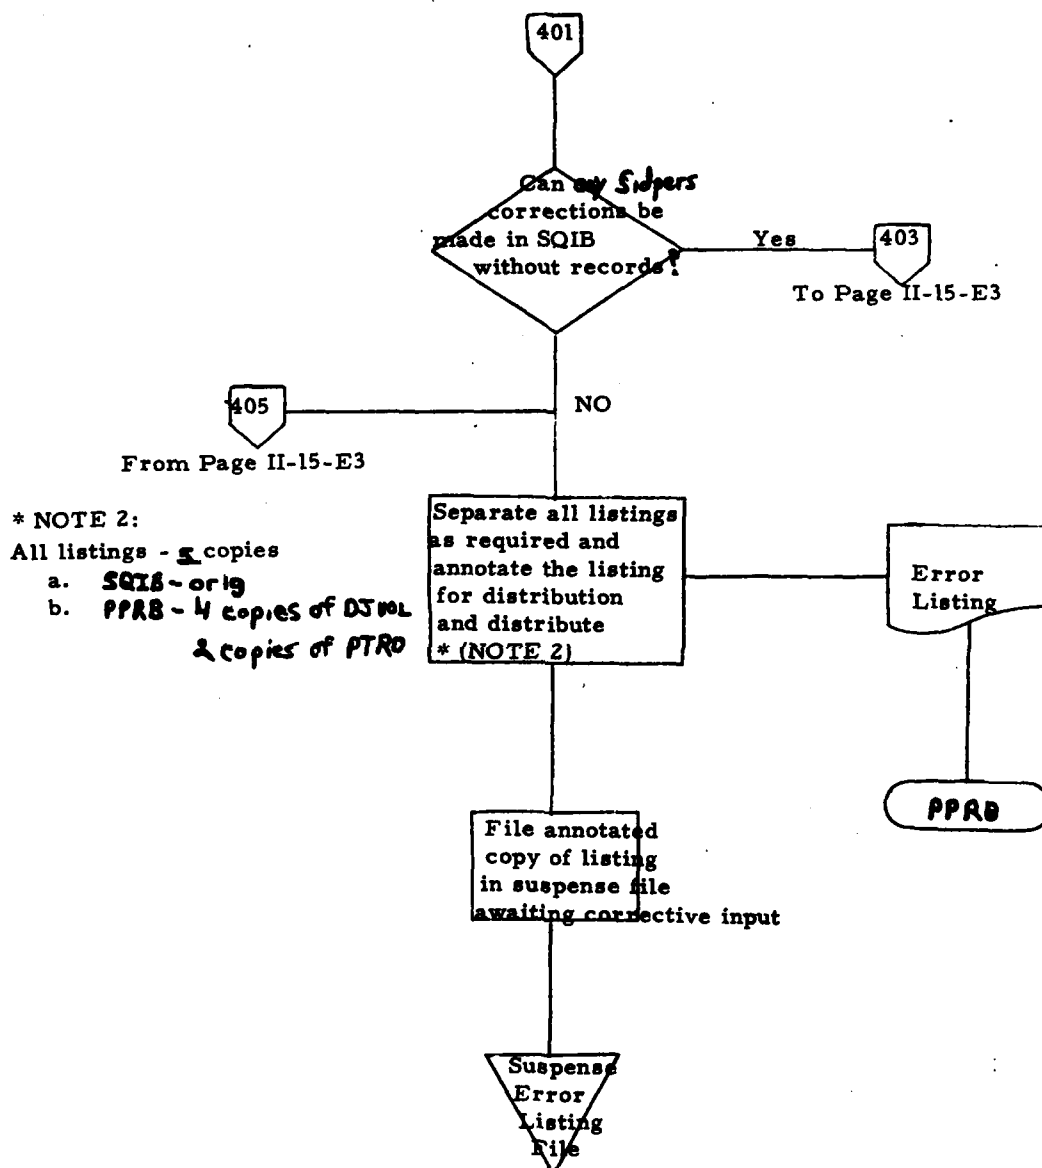 401
Can any Sidpers
corrections be
made in SQIB
without records?
Yes
403
To Page II-15-E3
405
NO
From Page II-15-E3
* NOTE 2:
All listings - 5 copies
a. SQIB - orig
b. PPRB - 4 copies of
2 copies of PTRD
Separate all listings
as required and
annotate the listing
for distribution
and distribute
* (NOTE 2)
Error
Listing
PPRB
File annotated
copy of listing
in suspense file
awaiting corrective input
Suspense
Error
Listing
File